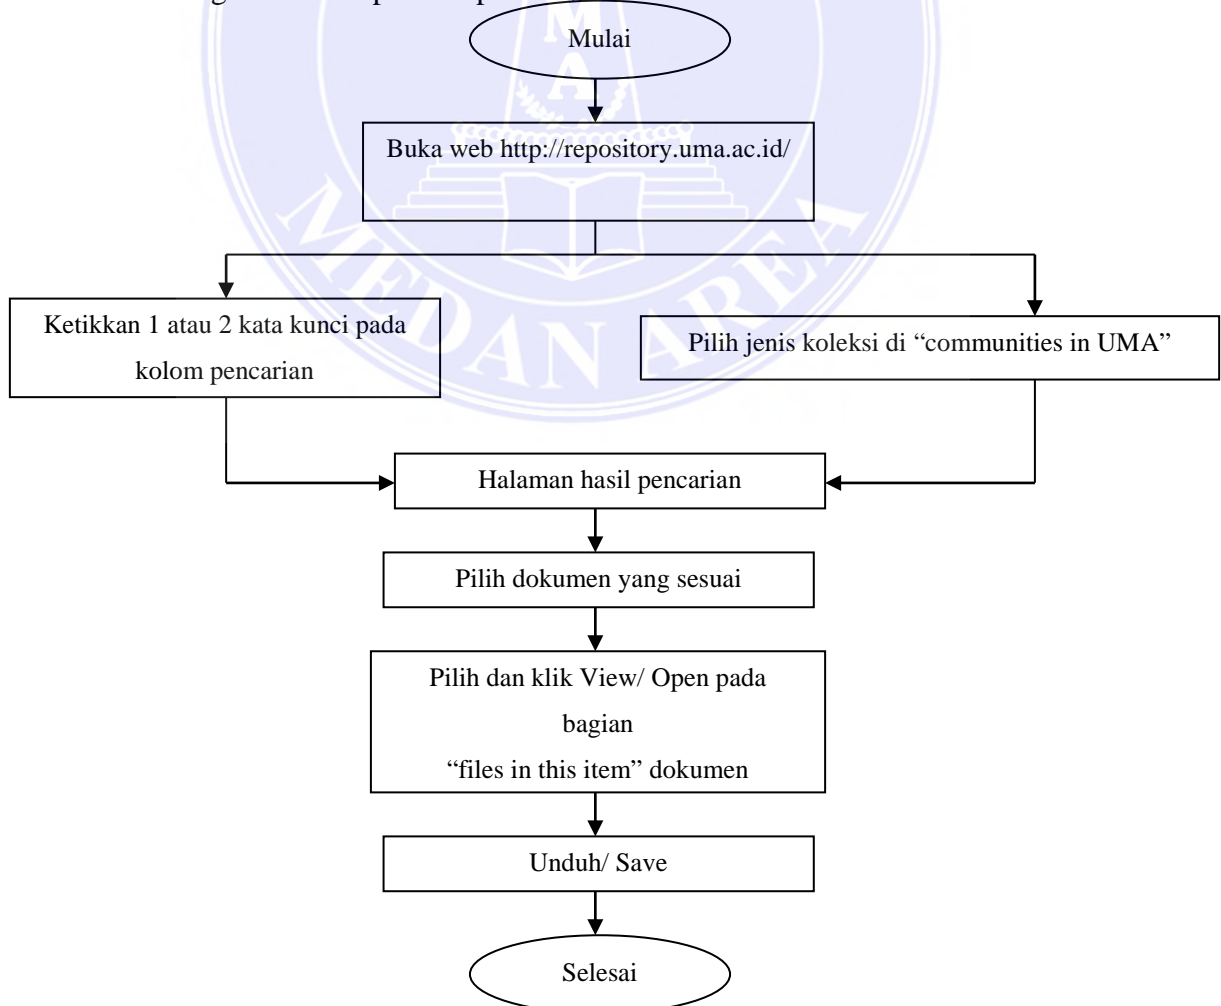 Mulai
Buka web http://repository.uma.ac.id/
Ketikkan 1 atau 2 kata kunci pada
kolom pencarian
Pilih jenis koleksi di “communities in UMA”
Halaman hasil pencarian
Pilih dokumen yang sesuai
Pilih dan klik View/ Open pada
bagian
“files in this item” dokumen
Unduh/ Save
Selesai
M
A
MEDAN AREA